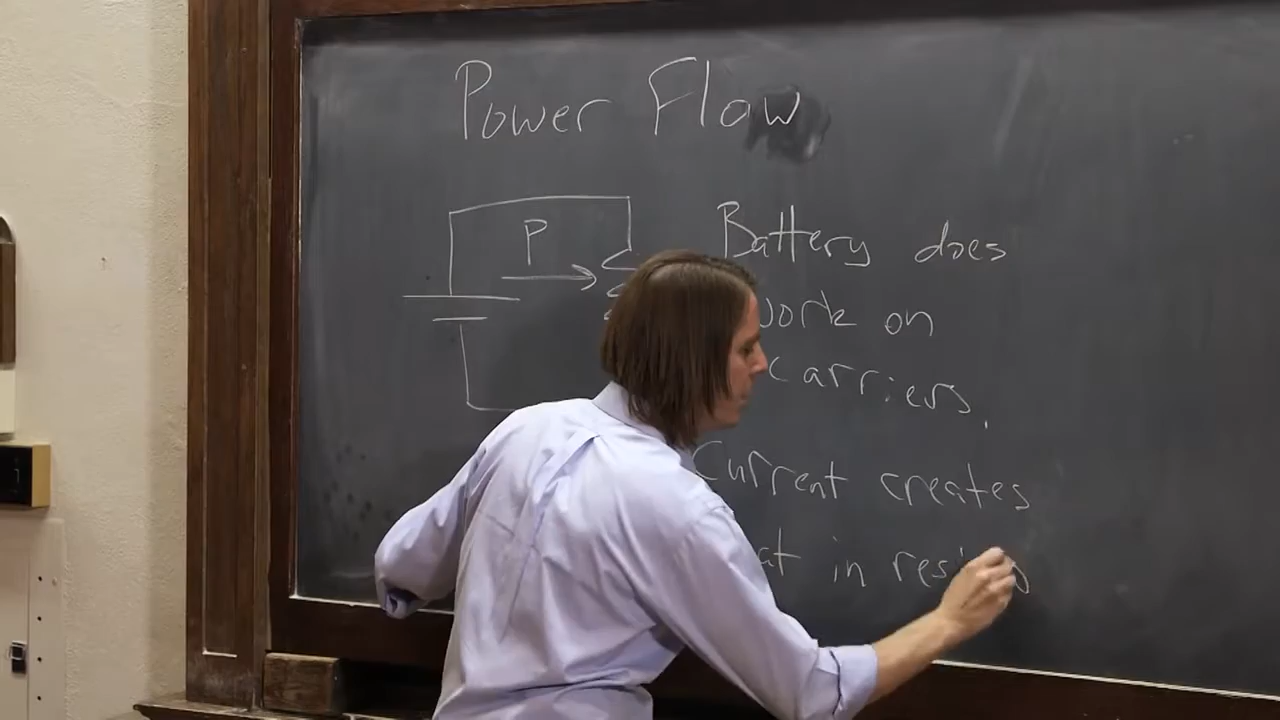 Power Flow
P
Battery does
work on
carriers.
Current creates
in